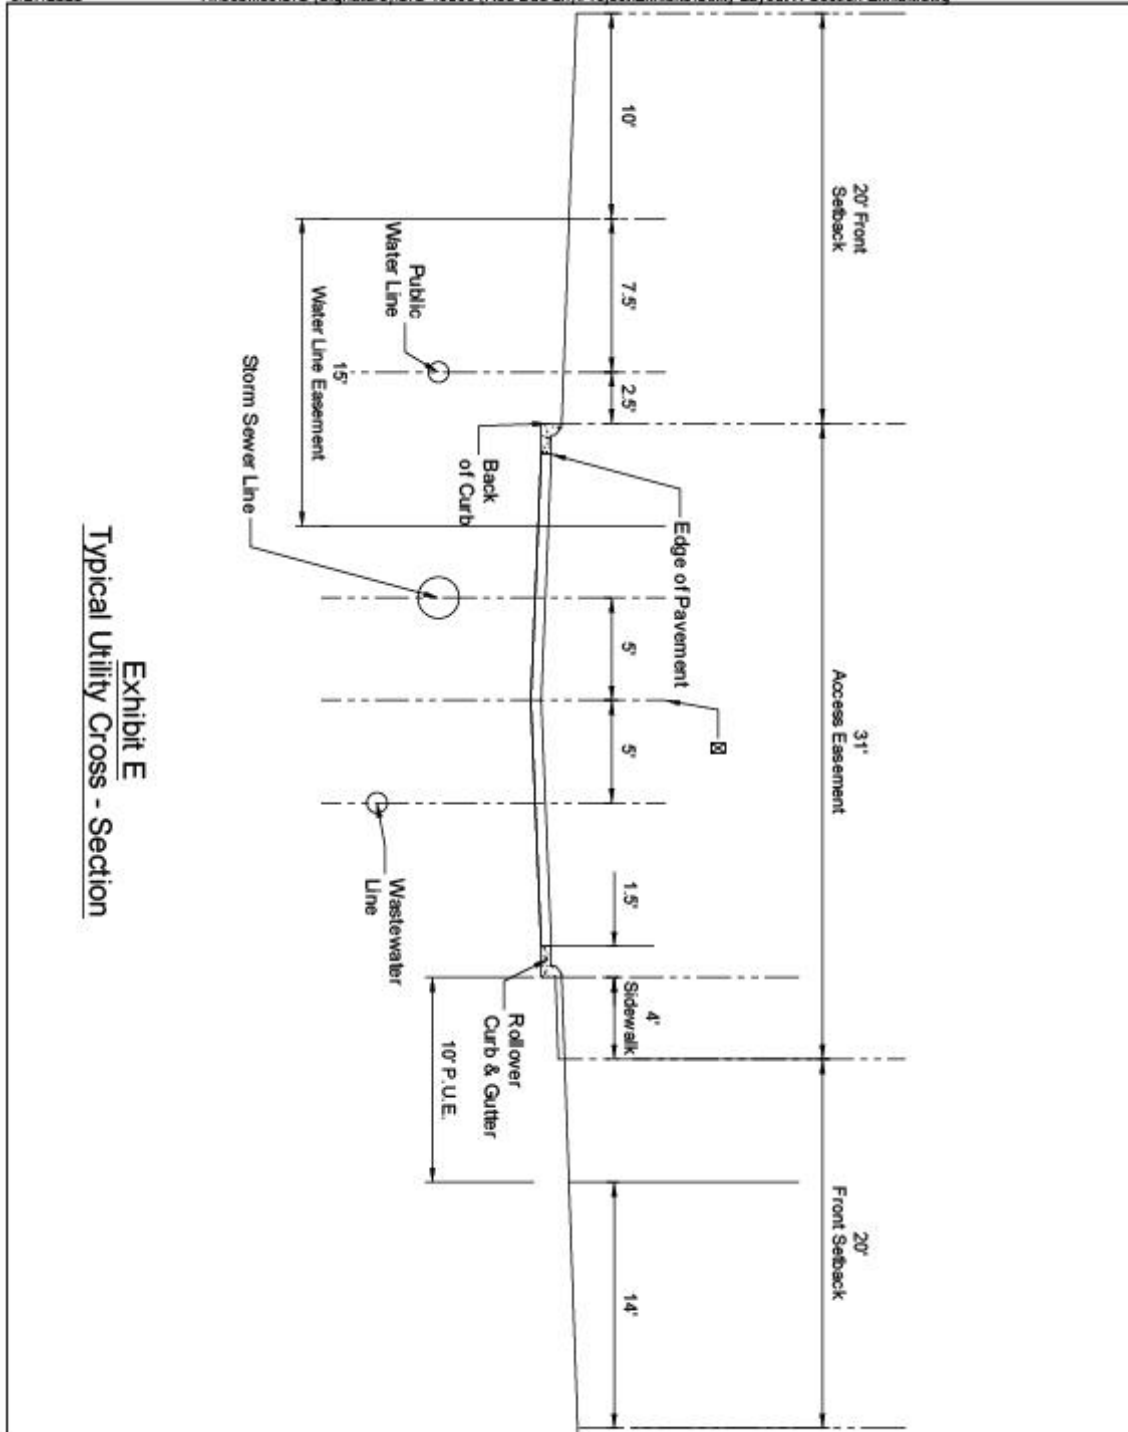 20' Front
Setback
31'
Access Easement
20'
Front Setback
10'
7.5'
2.5'
5'
5'
1.5'
4'
Sidewalk
14'
Edge of Pavement
Public
Water Line
Back
of Curb
Rollover
Curb & Gutter
10' P.U.E.
15'
Water Line Easement
Storm Sewer Line
Wastewater
Line
Exhibit E
Typical Utility Cross - Section